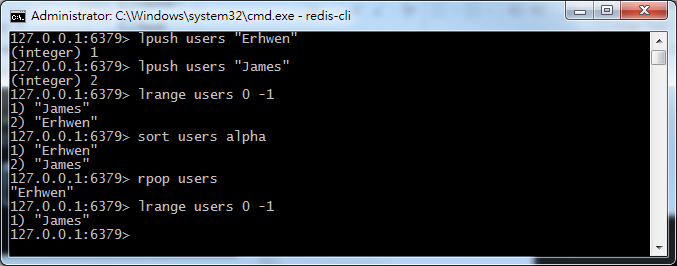 Administrator: C:\Windows\system32\cmd.exe - redis-cli
127.0.0.1:6379> lpush users "Erhwen"
(integer) 1
127.0.0.1:6379> lpush users "James"
(integer) 2
127.0.0.1:6379> lrange users 0 -1
1) "James"
2) "Erhwen"
127.0.0.1:6379> sort users alpha
1) "Erhwen"
2) "James"
127.0.0.1:6379> rpop users
"Erhwen"
127.0.0.1:6379> lrange users 0 -1
1) "James"
127.0.0.1:6379>